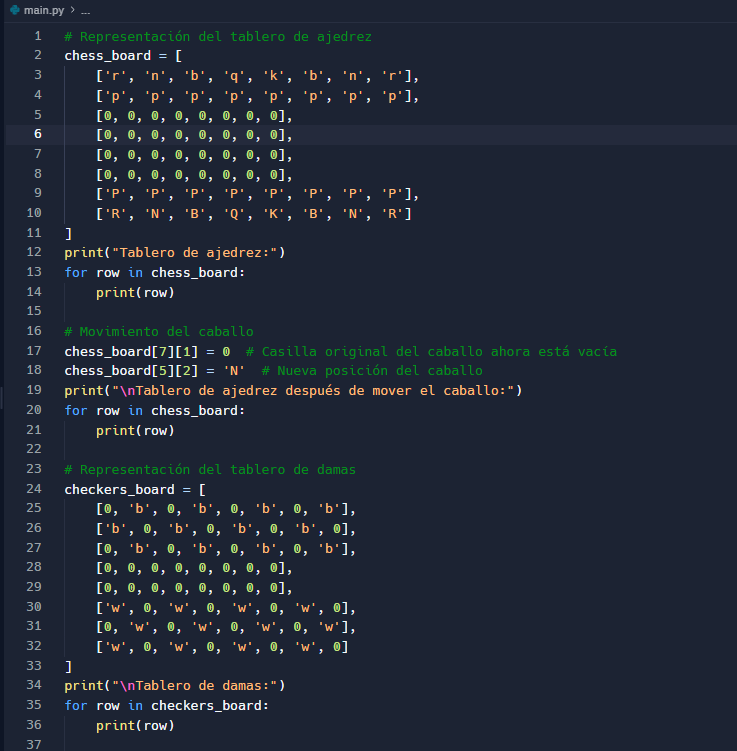 main.py > ...
1 # Representación del tablero de ajedrez
2 chess_board = [
3     ['r', 'n', 'b', 'q', 'k', 'b', 'n', 'r'],
4     ['p', 'p', 'p', 'p', 'p', 'p', 'p', 'p'],
5     [0, 0, 0, 0, 0, 0, 0, 0],
6     [0, 0, 0, 0, 0, 0, 0, 0],
7     [0, 0, 0, 0, 0, 0, 0, 0],
8     [0, 0, 0, 0, 0, 0, 0, 0],
9     ['P', 'P', 'P', 'P', 'P', 'P', 'P', 'P'],
10     ['R', 'N', 'B', 'Q', 'K', 'B', 'N', 'R']
11 ]
12 print("Tablero de ajedrez:")
13 for row in chess_board:
14     print(row)
15
16 # Movimiento del caballo
17 chess_board[7][1] = 0  # Casilla original del caballo ahora está vacía
18 chess_board[5][2] = 'N'  # Nueva posición del caballo
19 print("\nTablero de ajedrez después de mover el caballo:")
20 for row in chess_board:
21     print(row)
22
23 # Representación del tablero de damas
24 checkers_board = [
25     [0, 'b', 0, 'b', 0, 'b', 0, 'b'],
26     ['b', 0, 'b', 0, 'b', 0, 'b', 0],
27     [0, 'b', 0, 'b', 0, 'b', 0, 'b'],
28     [0, 0, 0, 0, 0, 0, 0, 0],
29     [0, 0, 0, 0, 0, 0, 0, 0],
30     ['w', 0, 'w', 0, 'w', 0, 'w', 0],
31     [0, 'w', 0, 'w', 0, 'w', 0, 'w'],
32     ['w', 0, 'w', 0, 'w', 0, 'w', 0]
33 ]
34 print("\nTablero de damas:")
35 for row in checkers_board:
36     print(row)
37